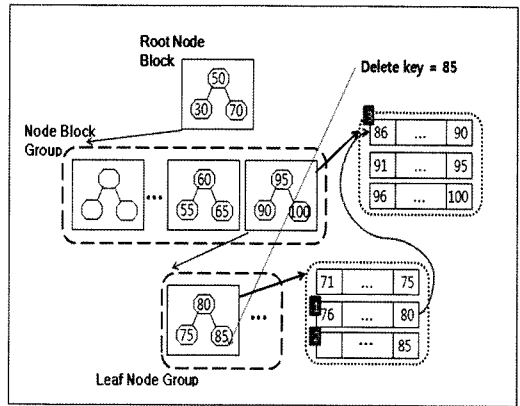 Root Node
Block
50
30 70
Delete key = 85
Node Block
Group
...
60
55 65
95
90 100
86 ... 90
91 ... 95
96 ... 100
80
75 85
...
71 ... 75
76 ... 80
... 85
Leaf Node Group